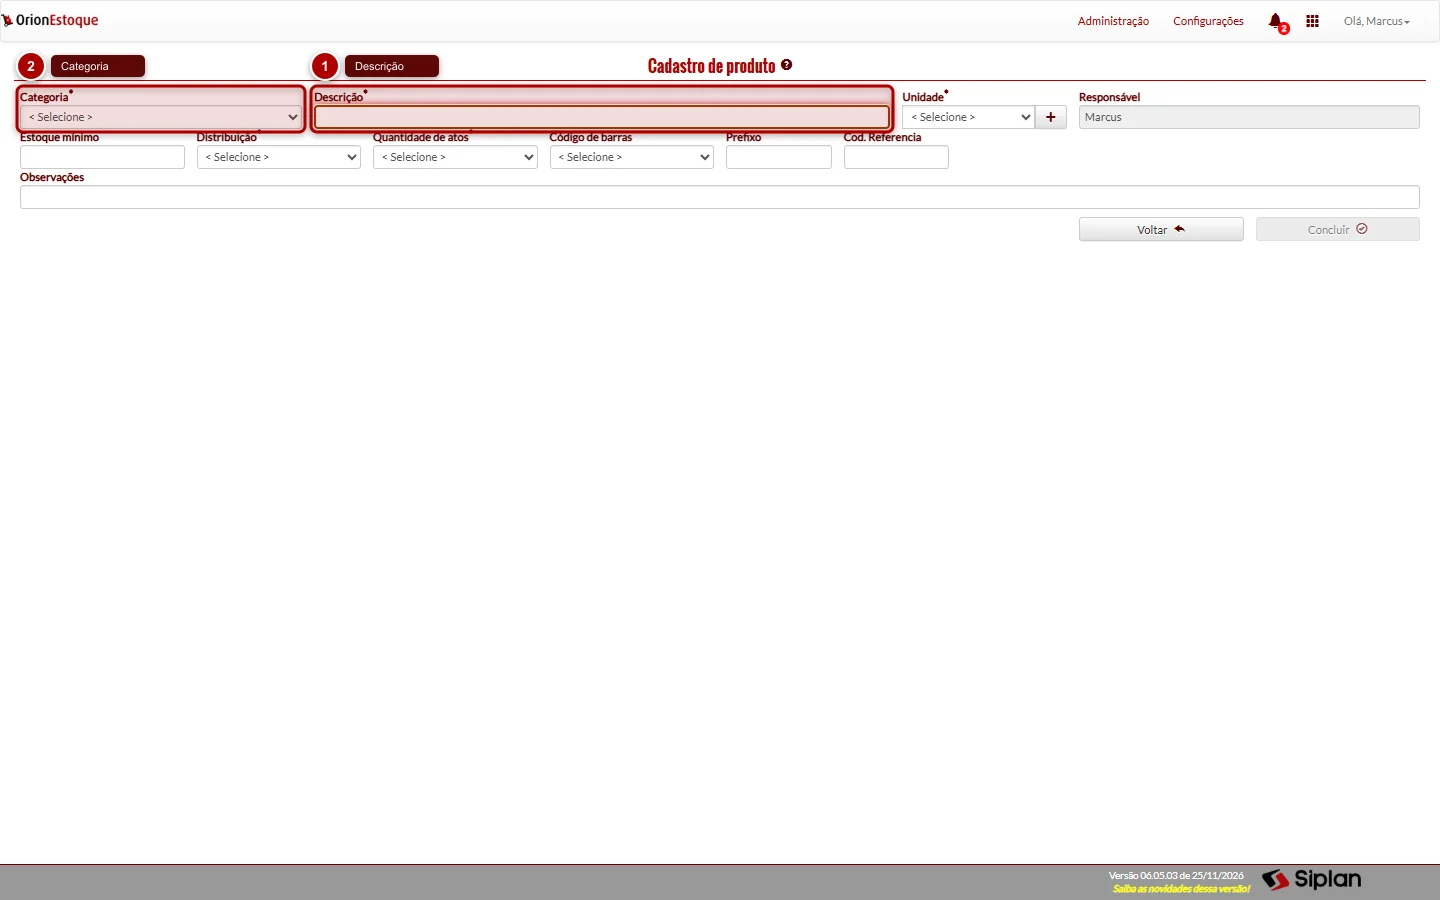 OrionEstoque
Administração
Configurações
2
Olá, Marcus
2
Categoria
1
Descrição
Cadastro de produto ?
Categoria*
Descrição*
Unidade*
Responsável
< Selecione >
< Selecione >
+
Marcus
Estoque mínimo
Distribuição*
Quantidade de atos*
Código de barras
Prefixo
Cod. Referencia
< Selecione >
< Selecione >
< Selecione >
Observações
Voltar
Concluir
Versão 06.05.03 de 25/11/2026
Saiba as novidades dessa versão!
Siplan